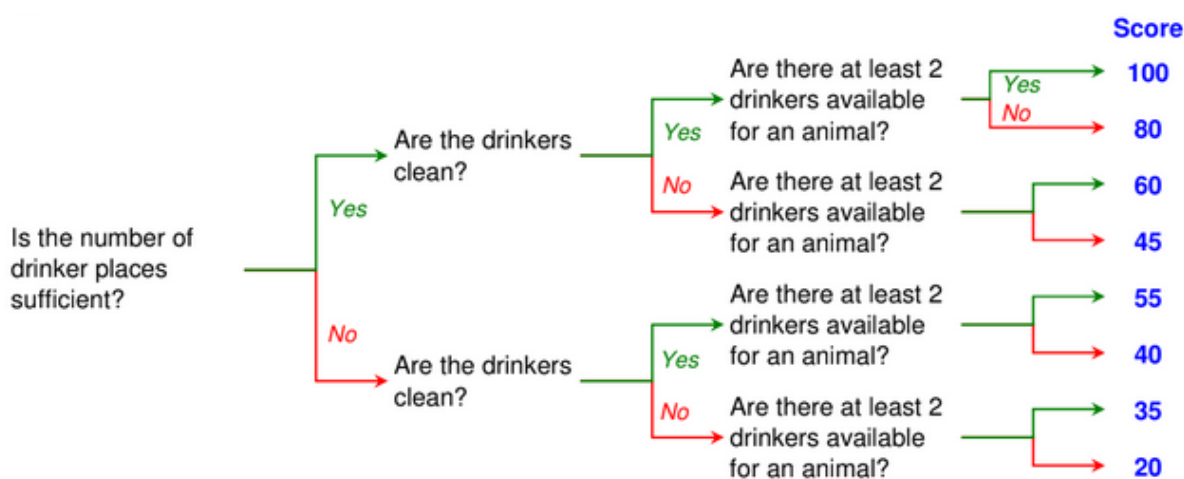 Score
Are there at least 2
drinkers available
for an animal?
Yes
No
100
80
Are the drinkers
clean?
Yes
No
Are there at least 2
drinkers available
for an animal?
60
45
Is the number of
drinker places
sufficient?
Yes
No
Are there at least 2
drinkers available
for an animal?
55
40
Are the drinkers
clean?
Yes
No
Are there at least 2
drinkers available
for an animal?
35
20